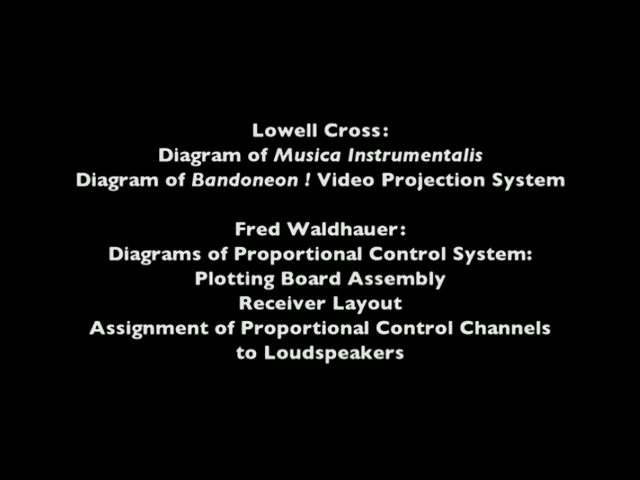 Lowell Cross:
Diagram of Musica Instrumentalis
Diagram of Bandoneon ! Video Projection System
Fred Waldhauer:
Diagrams of Proportional Control System:
Plotting Board Assembly
Receiver Layout
Assignment of Proportional Control Channels
to Loudspeakers